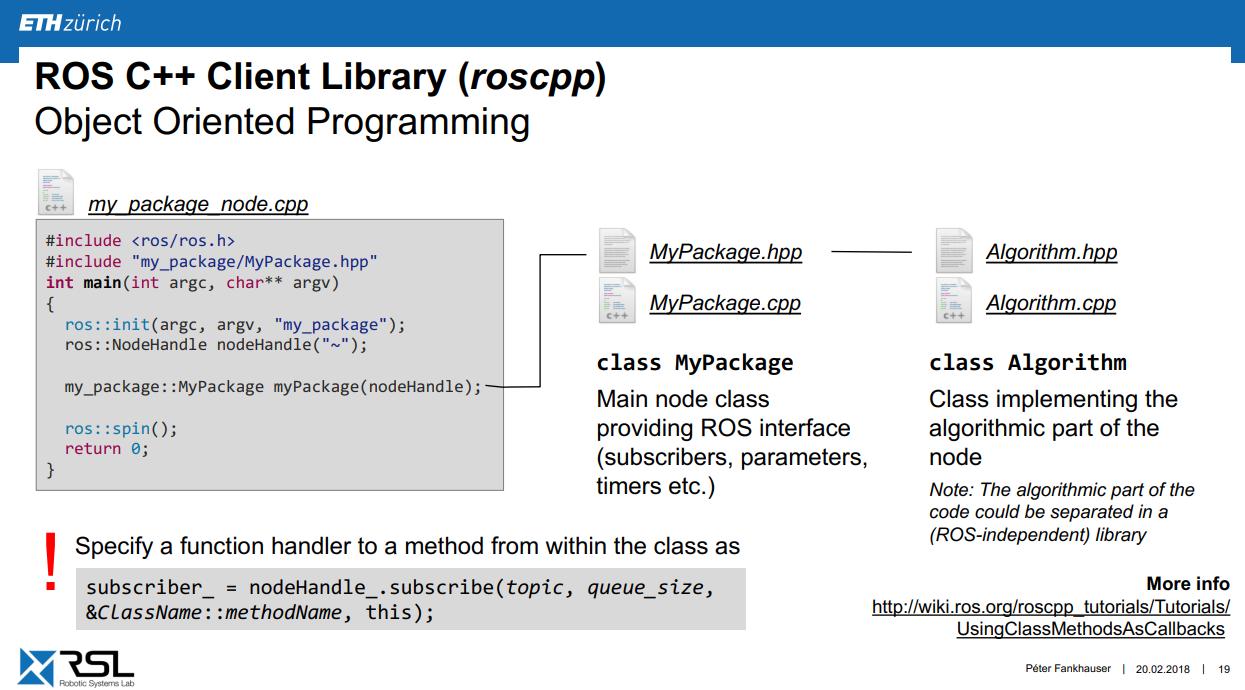 ETH zürich
ROS C++ Client Library (roscpp)
Object Oriented Programming
C++
my_package_node.cpp
#include <ros/ros.h>
#include "my_package/MyPackage.hpp"
int main(int argc, char** argv)
{
  ros::init(argc, argv, "my_package");
  ros::NodeHandle nodeHandle("~");
  my_package::MyPackage myPackage(nodeHandle);
  ros::spin();
  return 0;
}
MyPackage.hpp
C++
MyPackage.cpp
class MyPackage
Main node class
providing ROS interface
(subscribers, parameters,
timers etc.)
Algorithm.hpp
C++
Algorithm.cpp
class Algorithm
Class implementing the
algorithmic part of the
node
Note: The algorithmic part of the
code could be separated in a
(ROS-independent) library
!
Specify a function handler to a method from within the class as
subscriber_ = nodeHandle_.subscribe(topic, queue_size,
&ClassName::methodName, this);
More info
http://wiki.ros.org/roscpp_tutorials/Tutorials/
UsingClassMethodsAsCallbacks
RSL
Robotic Systems Lab
Péter Fankhauser | 20.02.2018 | 19